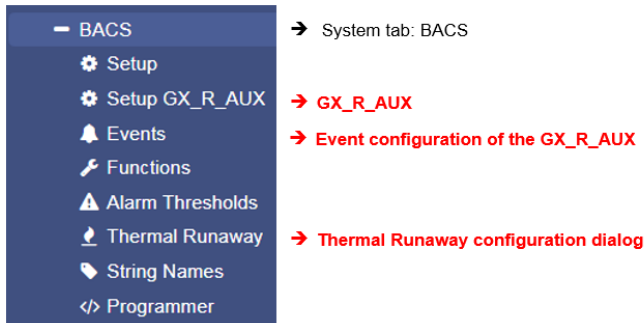 BACS → System tab: BACS
Setup
Setup GX_R_AUX → GX_R_AUX
Events → Event configuration of the GX_R_AUX
Functions
Alarm Thresholds
Thermal Runaway → Thermal Runaway configuration dialog
String Names
</> Programmer